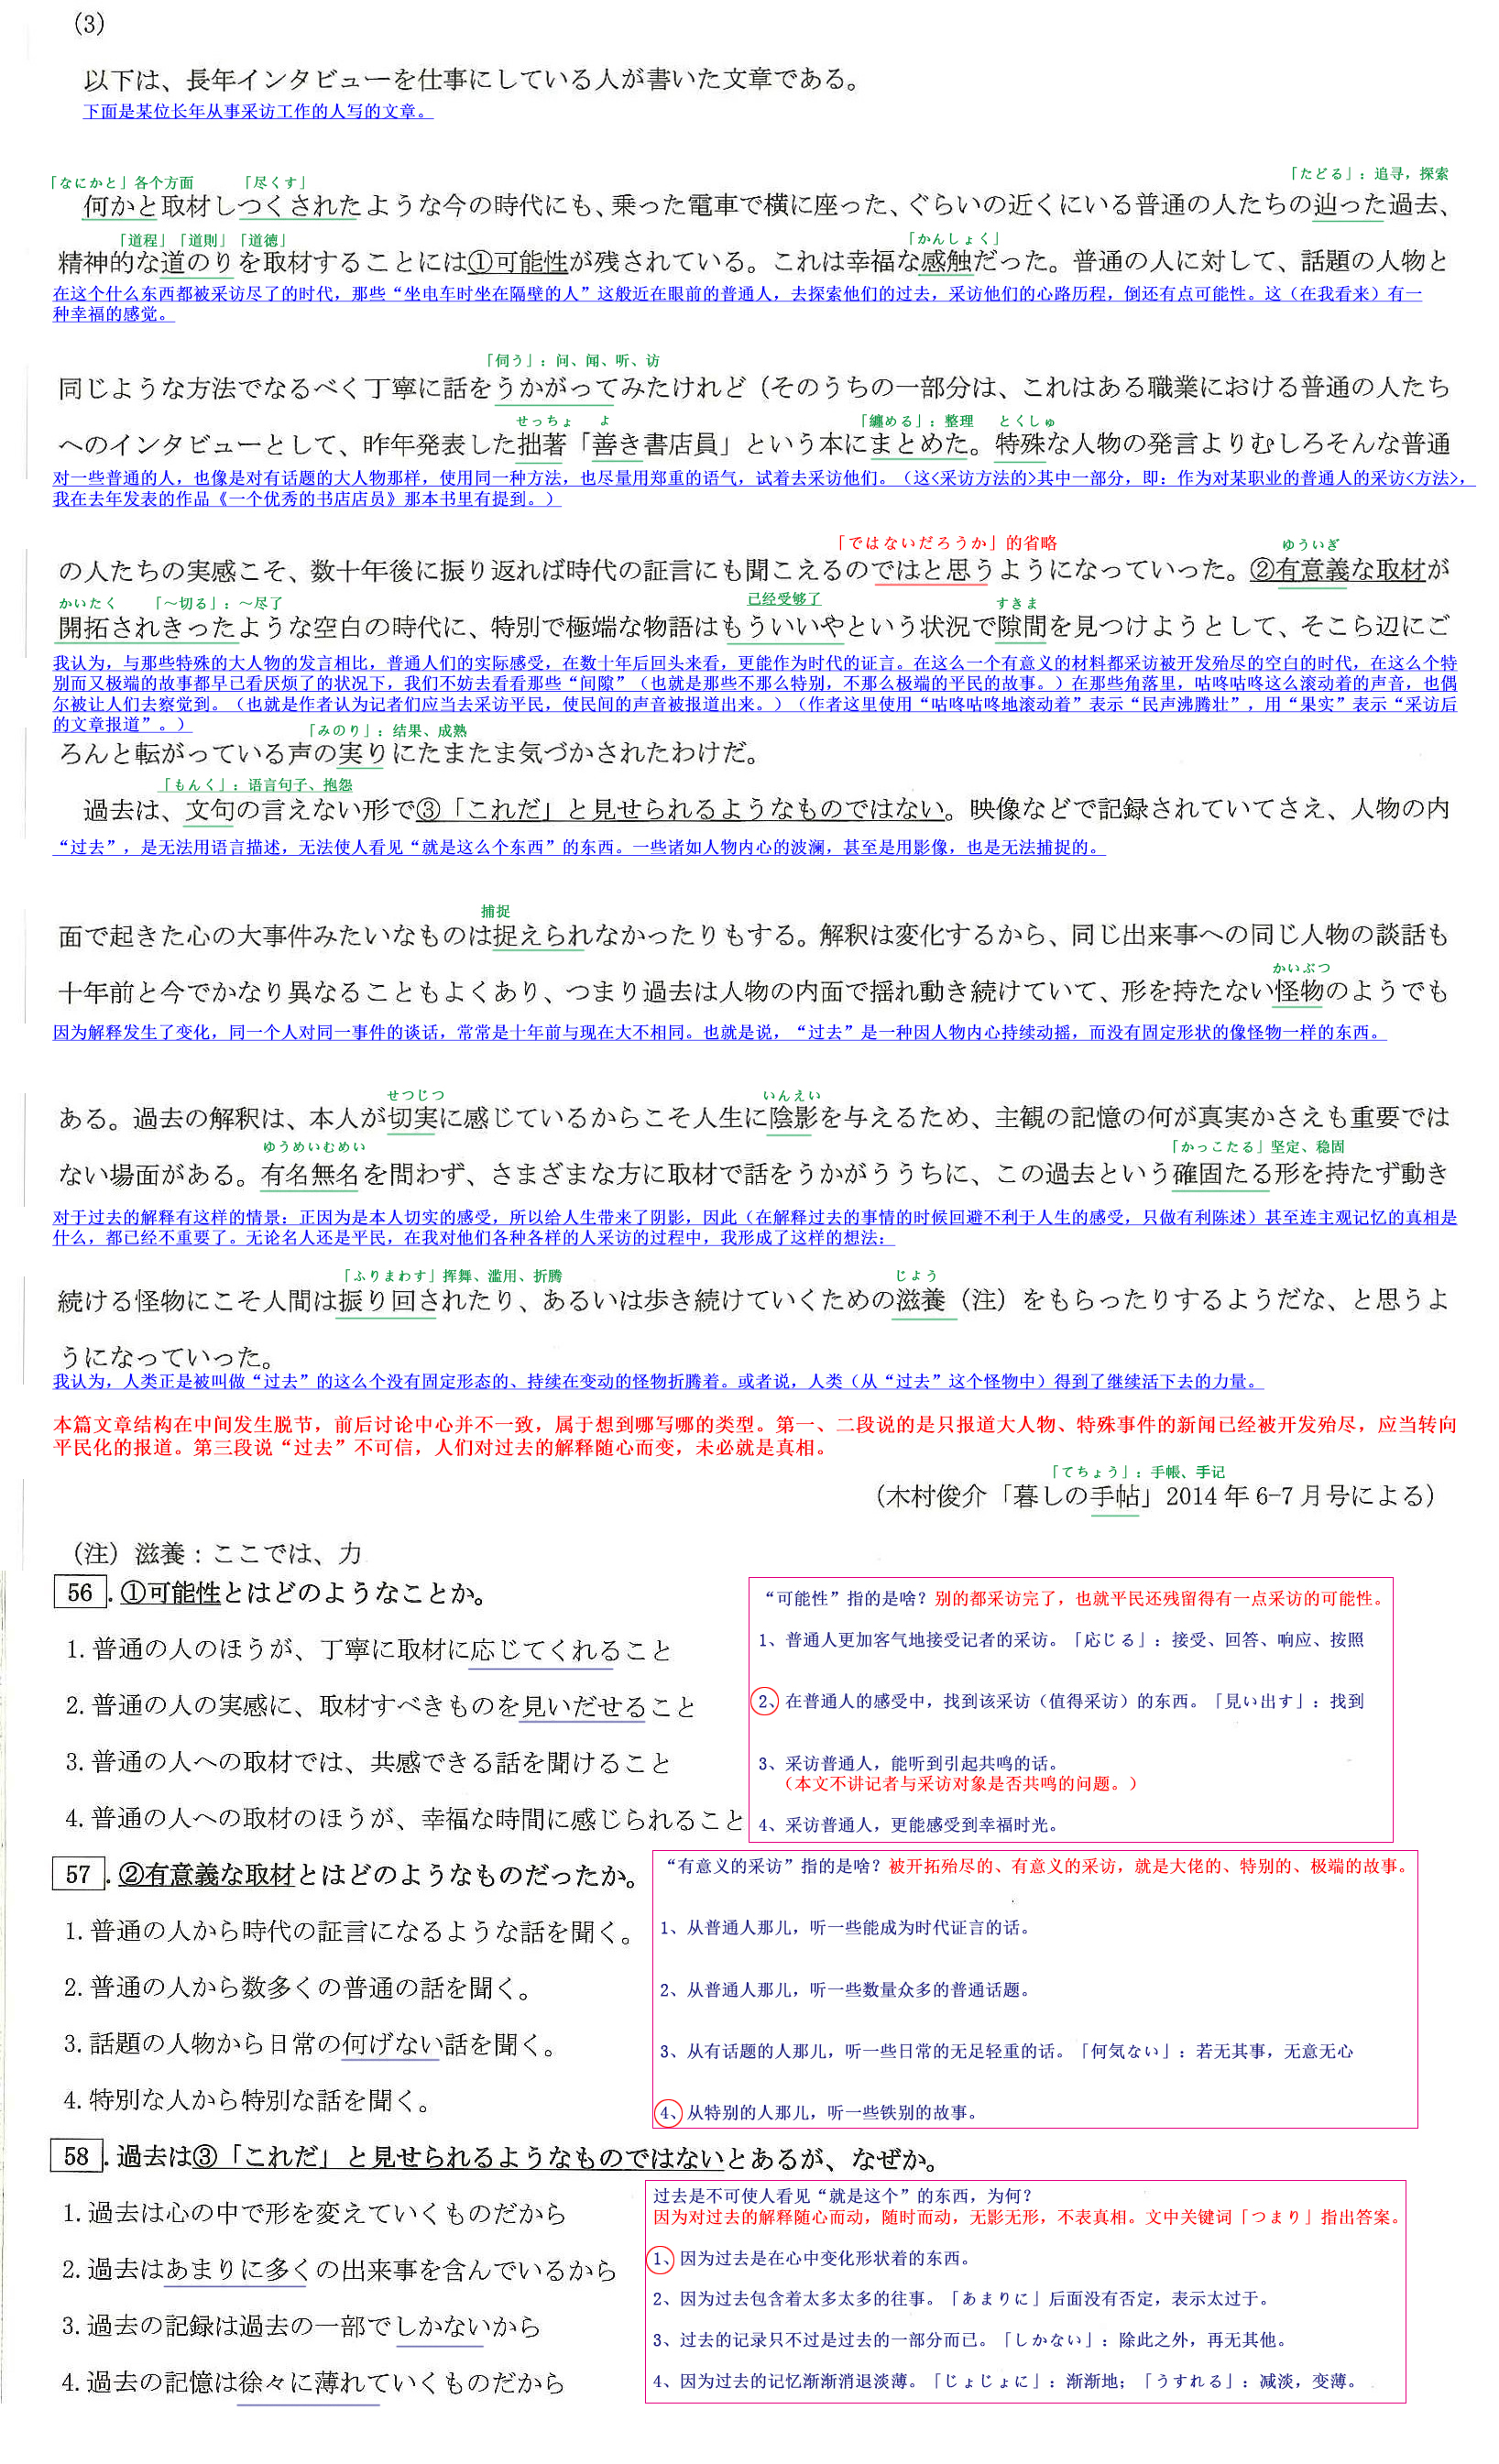 （3）
以下は、長年インタビューを仕事にしている人が書いた文章である。
下面是某位长年从事采访工作的人写的文章。
「なにかと」各个方面 「尽くす」 「たどる」：追寻，探索
何かと取材しつくされたような今の時代にも、乗った電車で横に座った、ぐらいの近くにいる普通の人たちの辿った過去、
「道程」「道則」「道徳」 「かんしょく」
精神的な道のりを取材することには①可能性が残されている。これは幸福な感触だった。普通の人に対して、話題の人物と
在这个什么东西都被采访尽了的时代，那些“坐电车时坐在隔壁的人”这般近在眼前的普通人，去探索他们的过去，采访他们的心路历程，倒还有点可能性。这（在我看来）有一
种幸福的感觉。
「伺う」：问、闻、听、访
同じような方法でなるべく丁寧に話をうかがってみたけれど（そのうちの一部分は、これはある職業における普通の人たち
せっちょ よ 「纏める」：整理 とくしゅ
へのインタビューとして、昨年発表した拙著「善き書店員」という本にまとめた。特殊な人物の発言よりむしろそんな普通
对一些普通的人，也像是对有话题的大人物那样，使用同一种方法，也尽量用郑重的语气，试着去采访他们。（这<采访方法的>其中一部分，即：作为对某职业的普通人的采访<方法>，
我在去年发表的作品《一个优秀的书店店员》那本书里有提到。）
「ではないだろうか」的省略 ゆういぎ
の人たちの実感こそ、数十年後に振り返れば時代の証言にも聞こえるのではと思うようになっていった。②有意義な取材が
かいたく 「～切る」：～尽了 已经受够了 すきま
開拓されきったような空白の時代に、特別で極端な物語はもういいやという状況で隙間を見つけようとして、そこら辺にご
我认为，与那些特殊的大人物的发言相比，普通人们的实际感受，在数十年后回头来看，更能作为时代的证言。在这么一个有意义的材料都采访被开发殆尽的空白的时代，在这么个特
别而又极端的故事都早已看厌烦了的状况下，我们不妨去看看那些“间隙”（也就是那些不那么特别，不那么极端的平民的故事。）在那些角落里，咕咚咕咚这么滚动着的声音，也偶
尔被让人们去察觉到。（也就是作者认为记者们应当去采访平民，使民间的声音被报道出来。）（作者这里使用“咕咚咕咚地滚动着”表示“民声沸腾壮”，用“果实”表示“采访后
的文章报道”。）
「みのり」：结果、成熟
ろんと転がっている声の実りにたまたま気づかされたわけだ。
「もんく」：语言句子、抱怨
過去は、文句の言えない形で③「これだ」と見せられるようなものではない。映像などで記録されていてさえ、人物の内
“过去”，是无法用语言描述，无法使人看见“就是这么个东西”的东西。一些诸如人物内心的波澜，甚至是用影像，也是无法捕捉的。
捕捉
面で起きた心の大事件みたいなものは捉えられなかったりもする。解釈は変化するから、同じ出来事への同じ人物の談話も
かいぶつ
十年前と今でかなり異なることもよくあり、つまり過去は人物の内面で揺れ動き続けていて、形を持たない怪物のようでも
因为解释发生了变化，同一个人对同一事件的谈话，常常是十年前与现在大不相同。也就是说，“过去”是一种因人物内心持续动摇，而没有固定形状的像怪物一样的东西。
せつじつ いんえい
ある。過去の解釈は、本人が切実に感じているからこそ人生に陰影を与えるため、主観の記憶の何が真実かさえも重要では
ゆうめいむめい 「かっこたる」坚定、稳固
ない場面がある。有名無名を問わず、さまざまな方に取材で話をうかがううちに、この過去という確固たる形を持たず動き
对于过去的解释有这样的情景：正因为是本人切实的感受，所以给人生带来了阴影，因此（在解释过去的事情的时候回避不利于人生的感受，只做有利陈述）甚至连主观记忆的真相是
什么，都已经不重要了。无论名人还是平民，在我对他们各种各样的人采访的过程中，我形成了这样的想法：
「ふりまわす」挥舞、滥用、折腾 じよう
続ける怪物にこそ人間は振り回されたり、あるいは歩き続けていくための滋養（注）をもらったりするようだな、と思うよ
うになっていった。
我认为，人类正是被叫做“过去”的这么个没有固定形态的、持续在变动的怪物折腾着。或者说，人类（从“过去”这个怪物中）得到了继续活下去的力量。
本篇文章结构在中间发生脱节，前后讨论中心并不一致，属于想到哪写哪的类型。第一、二段说的是只报道大人物、特殊事件的新闻已经被开发殆尽，应当转向
平民化的报道。第三段说“过去”不可信，人们对过去的解释随心而变，未必就是真相。
「てちょう」：手帳、手记
（木村俊介「暮しの手帖」2014 年 6-7 月号による）
（注）滋養：ここでは、力
56.①可能性とはどのようなことか。
“可能性”指的是啥？别的都采访完了，也就平民还残留得有一点采访的可能性。
1.普通の人のほうが、丁寧に取材に応じてくれること
1、普通人更加客气地接受记者的采访。「応じる」：接受、回答、响应、按照
2.普通の人の実感に、取材すべきものを見いだせること
2、在普通人的感受中，找到该采访（值得采访）的东西。「見い出す」：找到
3.普通の人への取材では、共感できる話を聞けること
3、采访普通人，能听到引起共鸣的话。
（本文不讲记者与采访对象是否共鸣的问题。）
4.普通の人への取材のほうが、幸福な時間に感じられること
4、采访普通人，更能感受到幸福时光。
57.②有意義な取材とはどのようなものだったか。
“有意义的采访”指的是啥？被开拓殆尽的、有意义的采访，就是大佬的、特别的、极端的故事。
1.普通の人から時代の証言になるような話を聞く。
1、从普通人那儿，听一些能成为时代证言的话。
2.普通の人から数多くの普通の話を聞く。
2、从普通人那儿，听一些数量众多的普通话题。
3.話題の人物から日常の何げない話を聞く。
3、从有话题的人那儿，听一些日常的无足轻重的话。「何気ない」：若无其事，无意无心
4.特別な人から特別な話を聞く。
4、从特别的人那儿，听一些铁别的故事。
58.過去は③「これだ」と見せられるようなものではないとあるが、なぜか。
过去是不可使人看见“就是这个”的东西，为何？
因为对过去的解释随心而动，随时而动，无影无形，不表真相。文中关键词「つまり」指出答案。
1.過去は心の中で形を変えていくものだから
1、因为过去是在心中变化形状着的东西。
2.過去はあまりに多くの出来事を含んでいるから
2、因为过去包含着太多太多的往事。「あまりに」后面没有否定，表示太过于。
3.過去の記録は過去の一部でしかないから
3、过去的记录只不过是过去的一部分而已。「しかない」：除此之外，再无其他。
4.過去の記憶は徐々に薄れていくものだから
4、因为过去的记忆渐渐消退淡薄。「じょじょに」：渐渐地；「うすれる」：减淡，变薄。